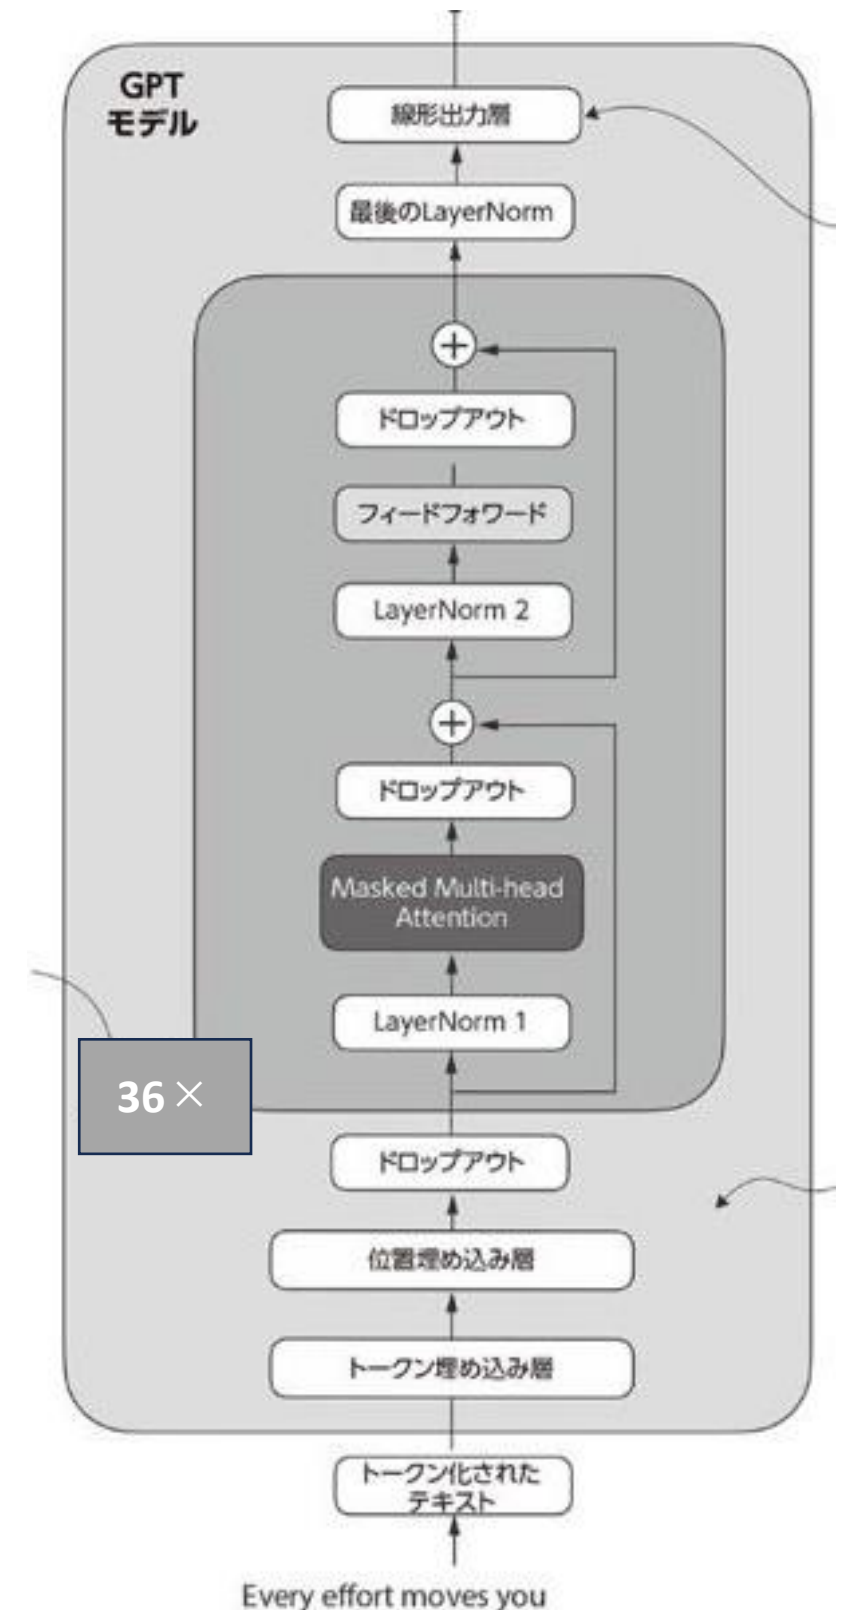 GPT
モデル
線形出力層
最後のLayerNorm
+
ドロップアウト
フィードフォワード
LayerNorm 2
+
ドロップアウト
Masked Multi-head
Attention
LayerNorm 1
36×
ドロップアウト
位置埋め込み層
トークン埋め込み層
トークン化された
テキスト
Every effort moves you